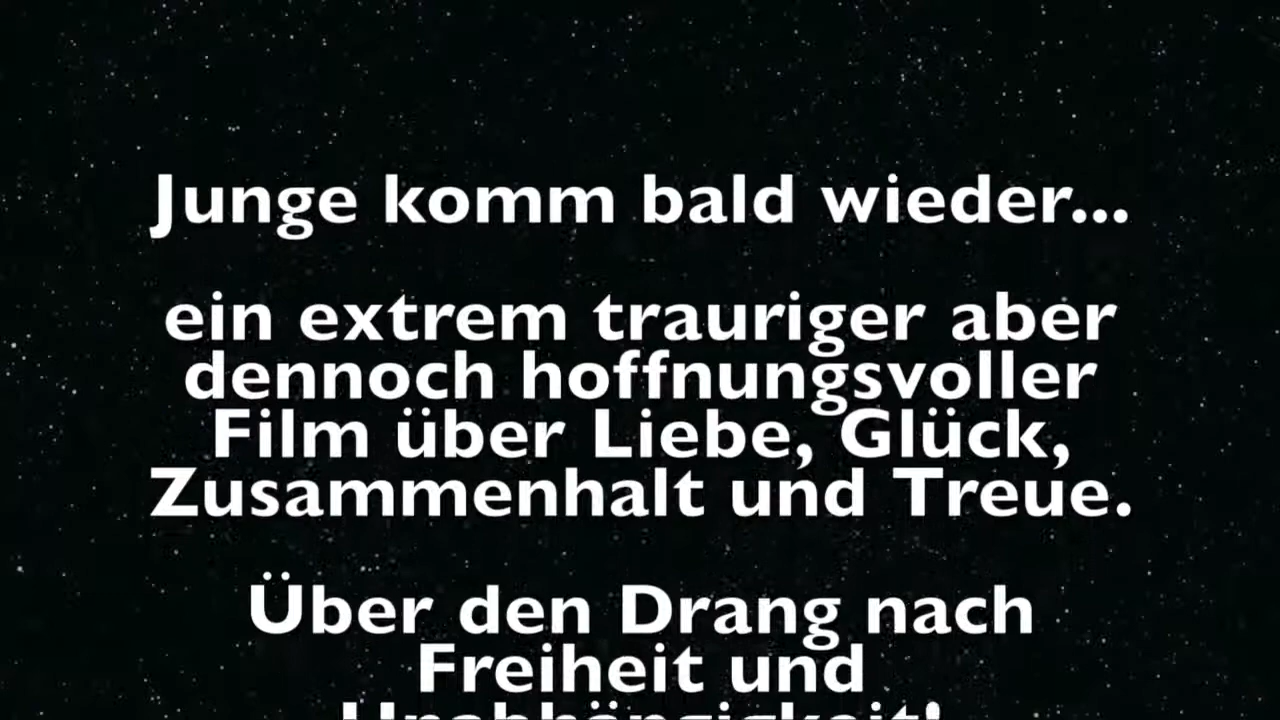 Junge komm bald wieder...
ein extrem trauriger aber
dennoch hoffnungsvoller
Film über Liebe, Glück,
Zusammenhalt und Treue.
Über den Drang nach
Freiheit und
Unabhängigkeit!